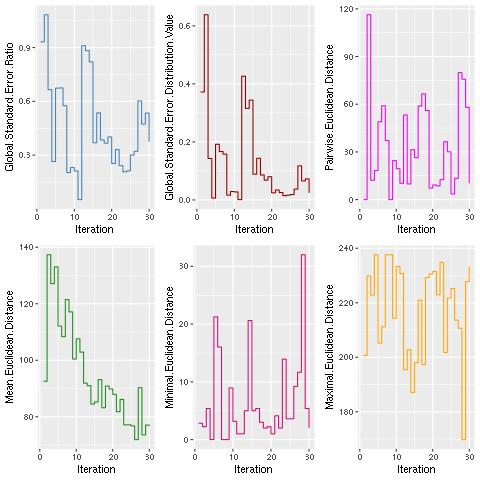 Global.Standard.Error.Ratio
0.9
0.6
0.3
0 10 20 30
Iteration
Global.Standard.Error.Distribution.Value
0.6
0.4
0.2
0.0
0 10 20 30
Iteration
Pairwise.Euclidean.Distance
120
90
60
30
0
0 10 20 30
Iteration
Mean.Euclidean.Distance
140
120
100
80
0 10 20 30
Iteration
Minimal.Euclidean.Distance
30
20
10
0
0 10 20 30
Iteration
Maximal.Euclidean.Distance
240
220
200
180
0 10 20 30
Iteration